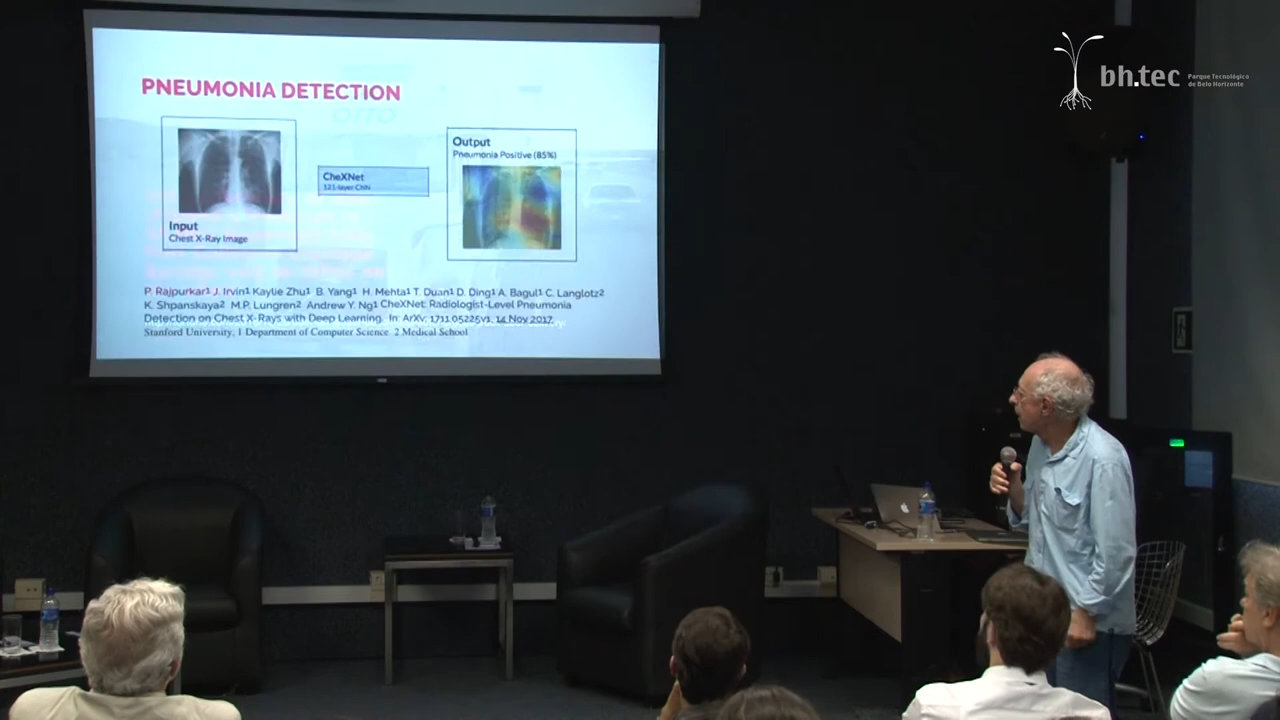 PNEUMONIA DETECTION
Input
Chest X-Ray Image
CheXNet
121-layer CNN
Output
Pneumonia Positive (85%)
P. Rajpurkar1 J. Irvin1 Kaylie Zhu1 B. Yang1 H. Mehta1 T. Duan1 D. Ding1 A. Bagul1 C. Langlotz2
K. Shpanskaya2 M.P. Lungren2 Andrew Y. Ng1 CheXNet: Radiologist-Level Pneumonia
Detection on Chest X-Rays with Deep Learning. In: ArXv: 1711.05225v1, 14 Nov 2017.
Stanford University, 1 Department of Computer Science 2 Medical School
bh.tec
Parque Tecnológico
de Belo Horizonte